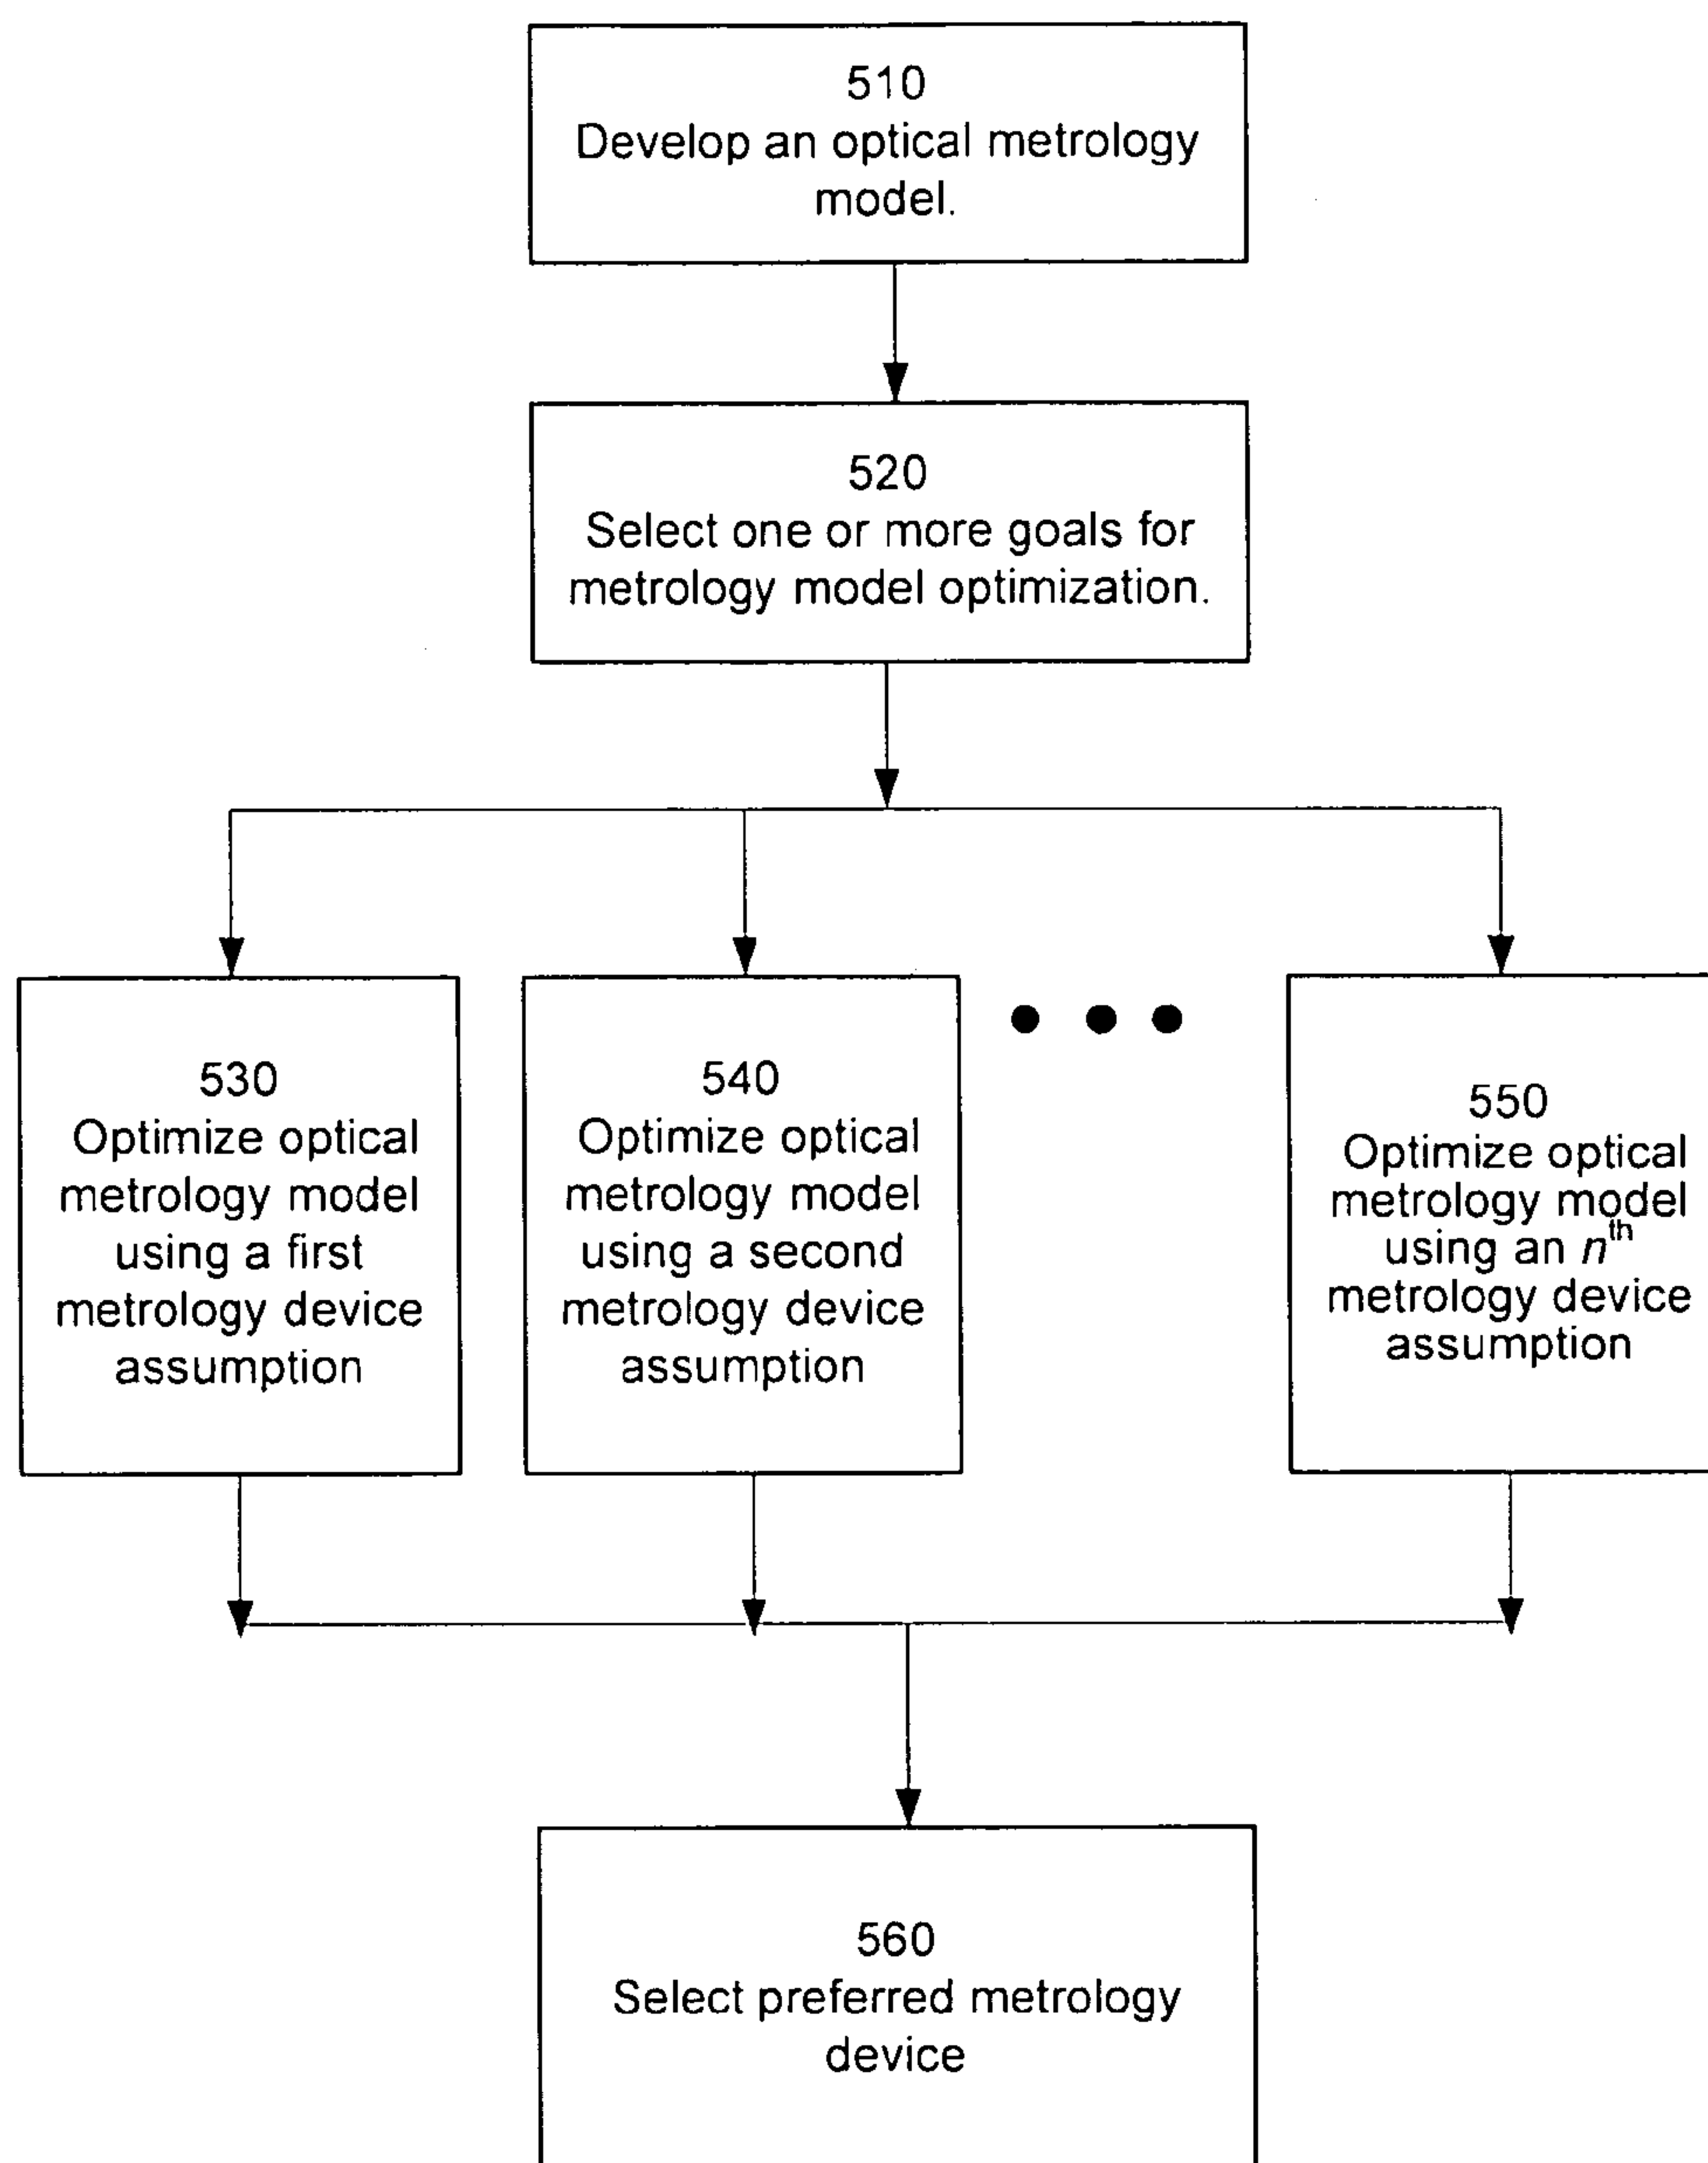 510
Develop an optical metrology
model.
520
Select one or more goals for
metrology model optimization.
530
Optimize optical
metrology model
using a first
metrology device
assumption
540
Optimize optical
metrology model
using a second
metrology device
assumption
550
Optimize optical
metrology model
using an nth
metrology device
assumption
560
Select preferred metrology
device